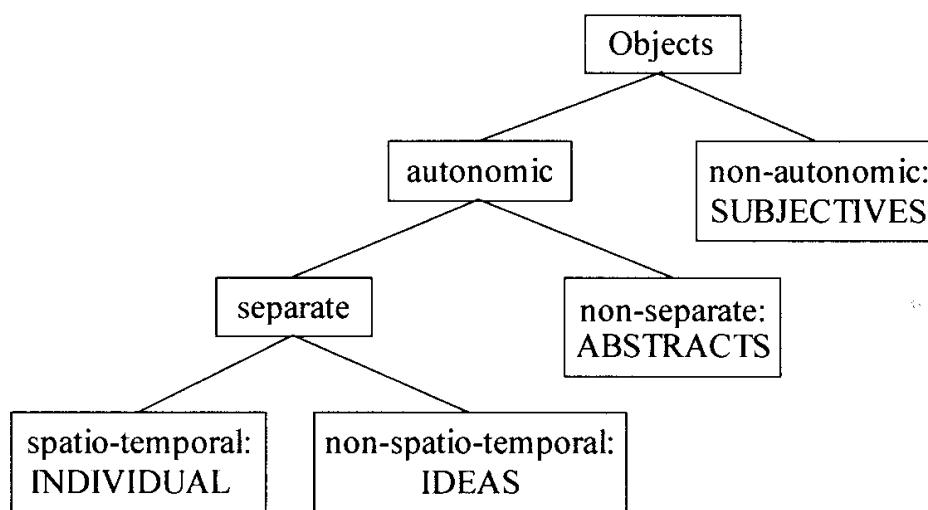 Objects
autonomic
non-autonomic:
SUBJECTIVES
separate
non-separate:
ABSTRACTS
spatio-temporal:
INDIVIDUAL
non-spatio-temporal:
IDEAS